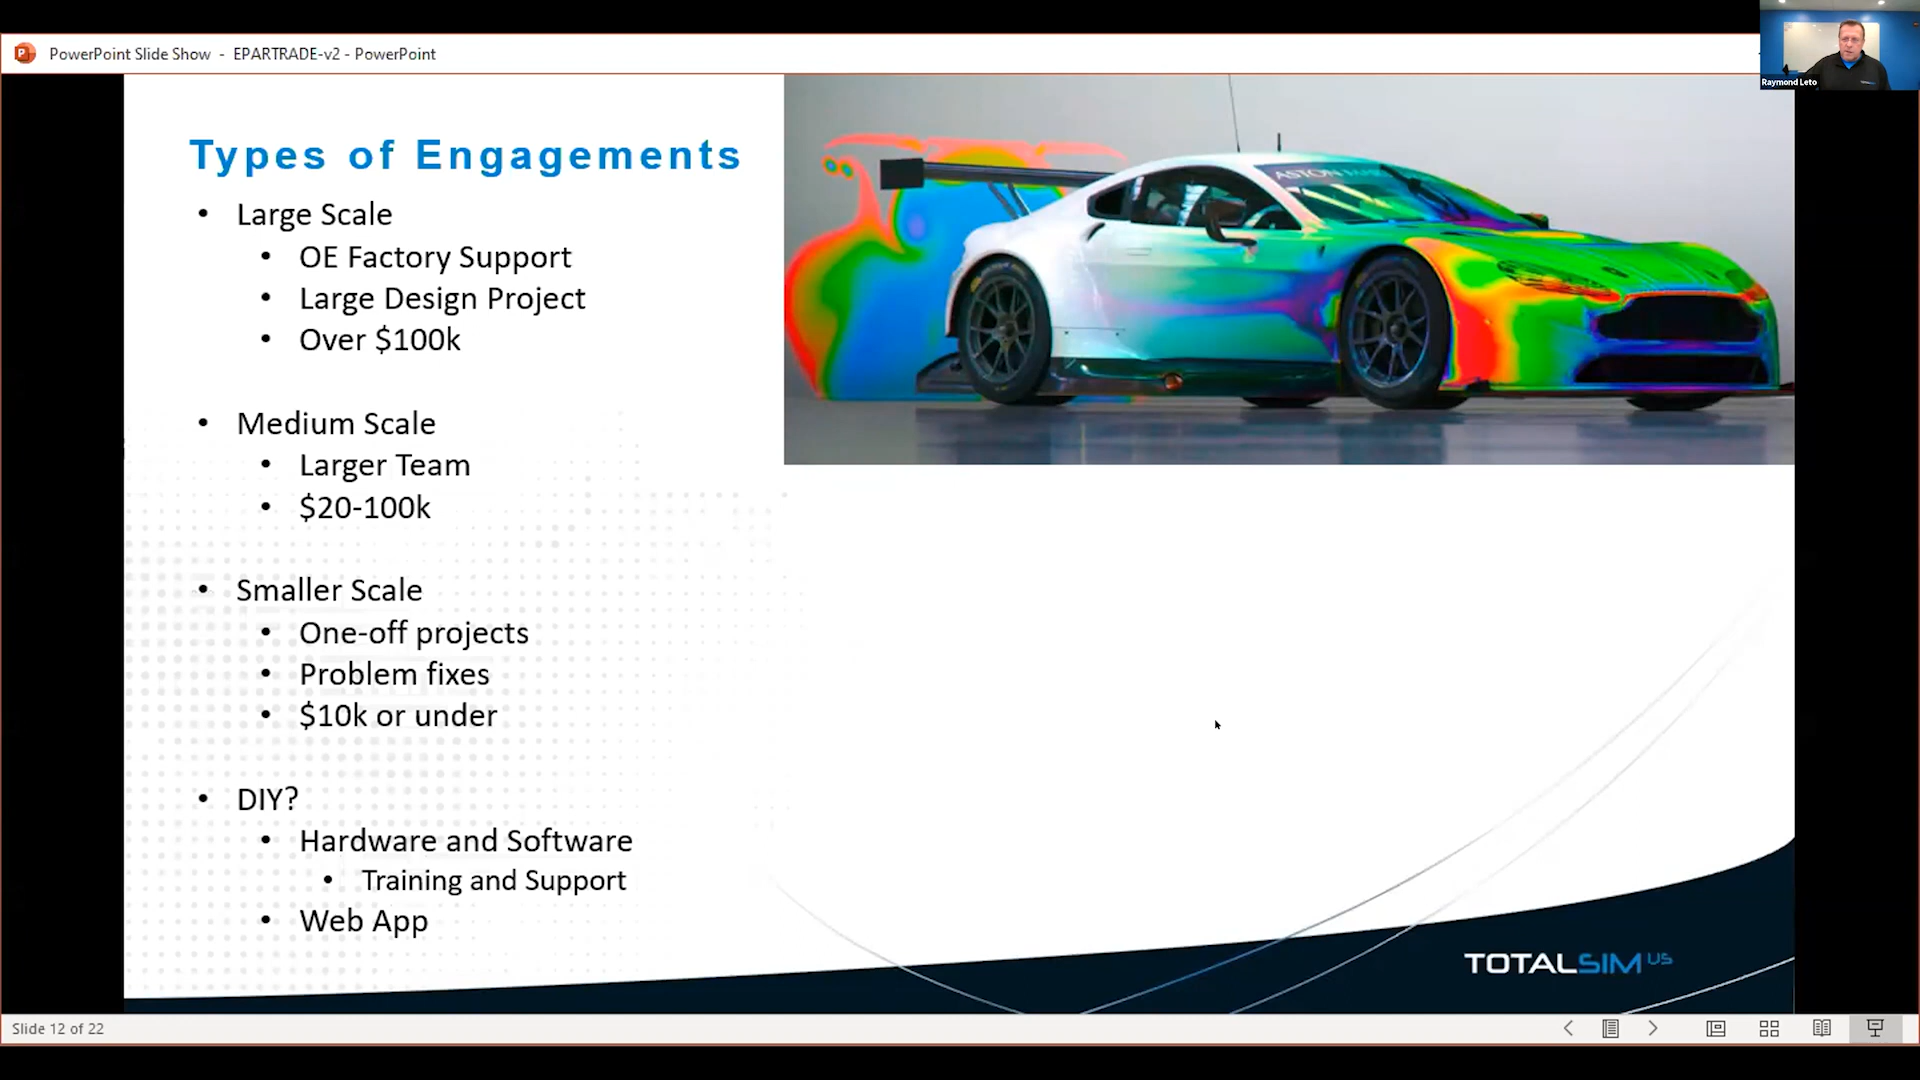 PowerPoint Slide Show - EPARTRADE-v2 - PowerPoint
Raymond Leto
Types of Engagements
• Large Scale
• OE Factory Support
• Large Design Project
• Over $100k
• Medium Scale
• Larger Team
• $20-100k
• Smaller Scale
• One-off projects
• Problem fixes
• $10k or under
• DIY?
• Hardware and Software
• Training and Support
• Web App
ASTON
TOTALSIM US
Slide 12 of 22